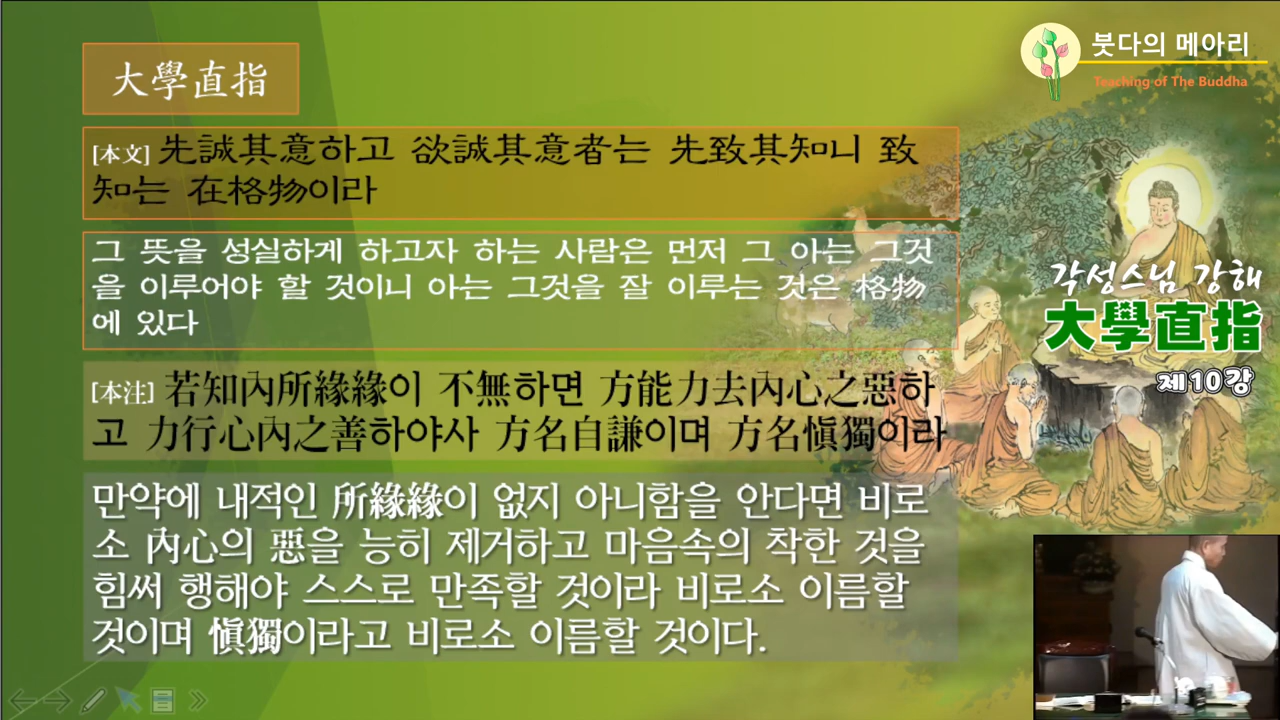 大學直指
[本文] 先誠其意하고 欲誠其意者는 先致其知니 致
知는 在格物이라
그 뜻을 성실하게 하고자 하는 사람은 먼저 그 아는 그것
을 이루어야 할 것이니 아는 그것을 잘 이루는 것은 格物
에 있다
[本注] 若知內所緣緣이 不無하면 方能力去內心之惡하
고 力行心內之善하야사 方名自謙이며 方名愼獨이라
만약에 내적인 所緣緣이 없지 아니함을 안다면 비로
소 內心의 惡을 능히 제거하고 마음속의 착한 것을
힘써 행해야 스스로 만족할 것이라 비로소 이름할
것이며 愼獨이라고 비로소 이름할 것이다.
붓다의 메아리
Teaching of The Buddha
각성스님 강해
大學直指
제10강